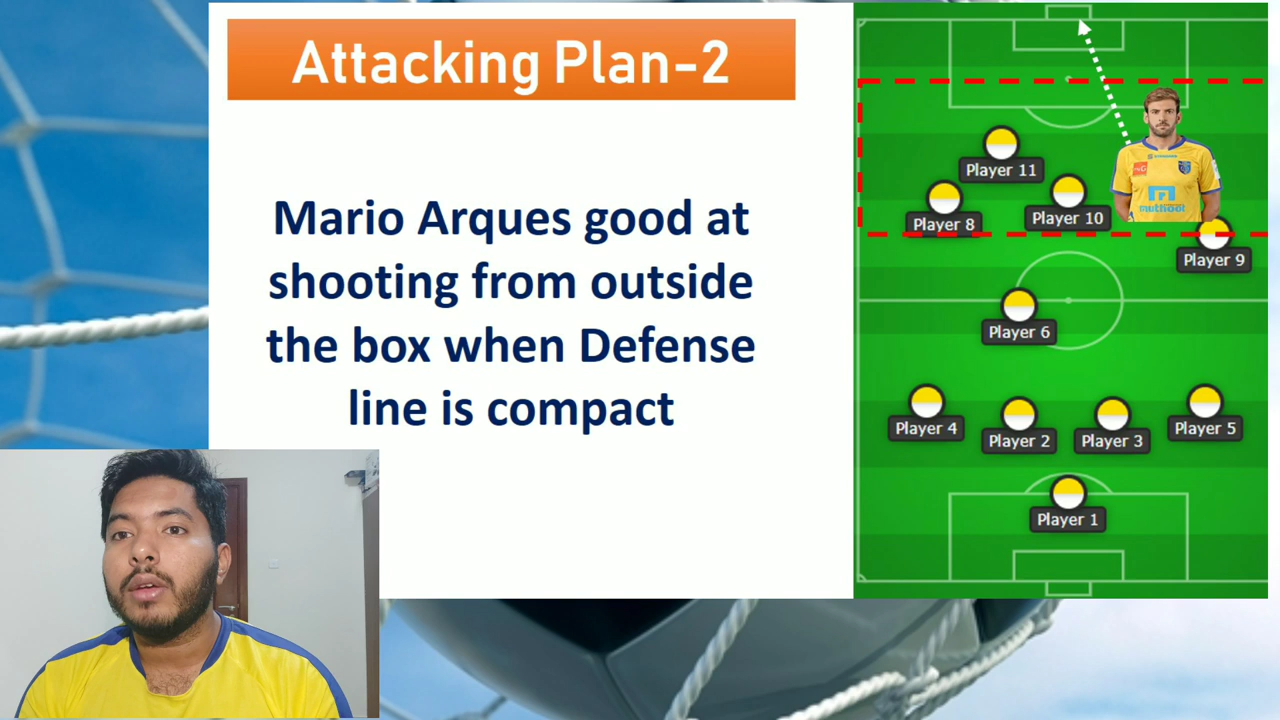 Attacking Plan-2
Mario Arques good at
shooting from outside
the box when Defense
line is compact
Player 11
Player 8
Player 10
muthoot
Player 9
Player 6
Player 4
Player 2
Player 3
Player 5
Player 1